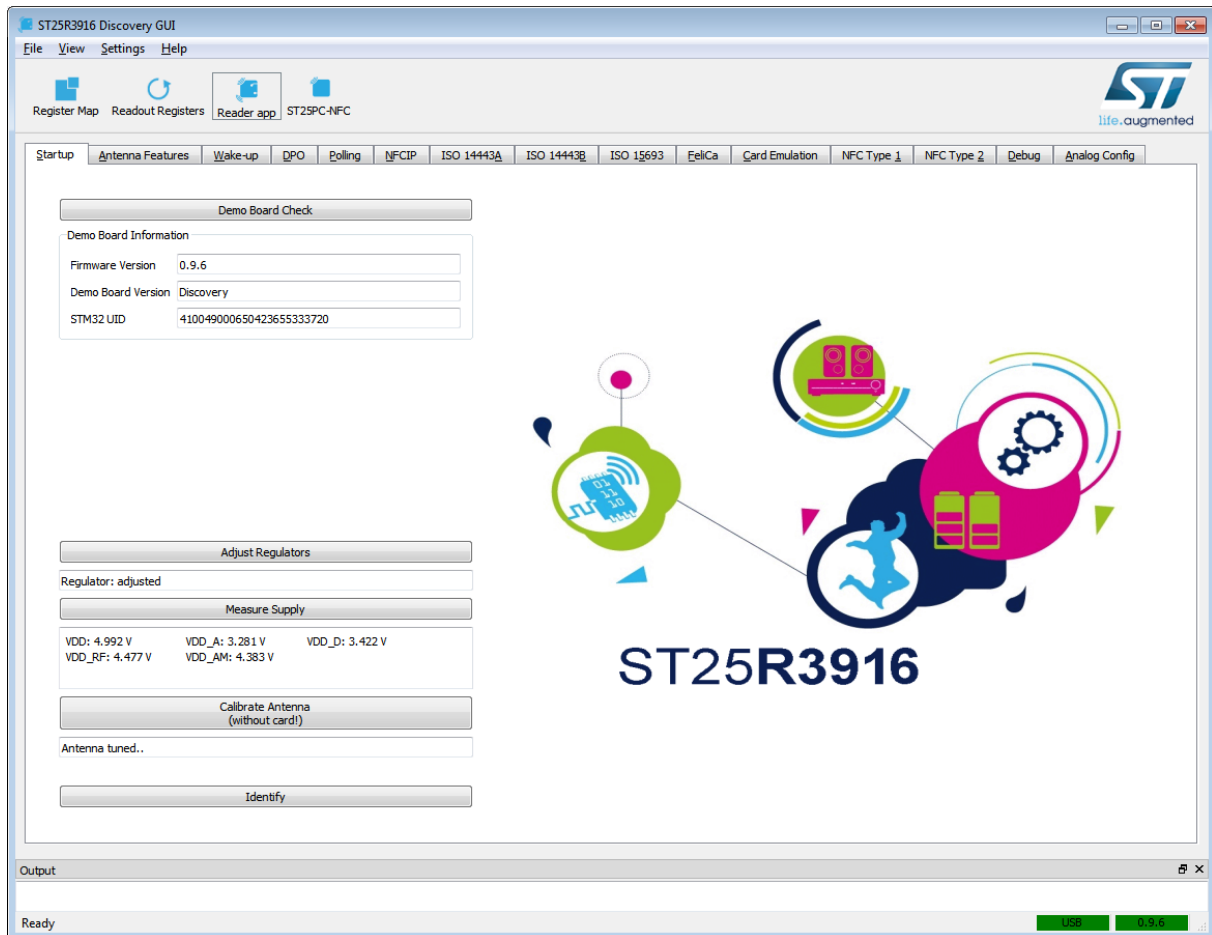 ST25R3916 Discovery GUI
File View Settings Help
Register Map Readout Registers Reader app ST25PC-NFC
ST
life.augmented
Startup Antenna Features Wake-up DPO Polling NFCIP ISO 14443A ISO 14443B ISO 15693 FeliCa Card Emulation NFC Type 1 NFC Type 2 Debug Analog Config
Demo Board Check
Demo Board Information
Firmware Version 0.9.6
Demo Board Version Discovery
STM32 UID 410049000650423655333720
Adjust Regulators
Regulator: adjusted
Measure Supply
VDD: 4.992 V VDD_A: 3.281 V VDD_D: 3.422 V
VDD_RF: 4.477 V VDD_AM: 4.383 V
Calibrate Antenna
(without card!)
Antenna tuned..
Identify
01
11
10
ST25R3916
Output
Ready USB 0.9.6